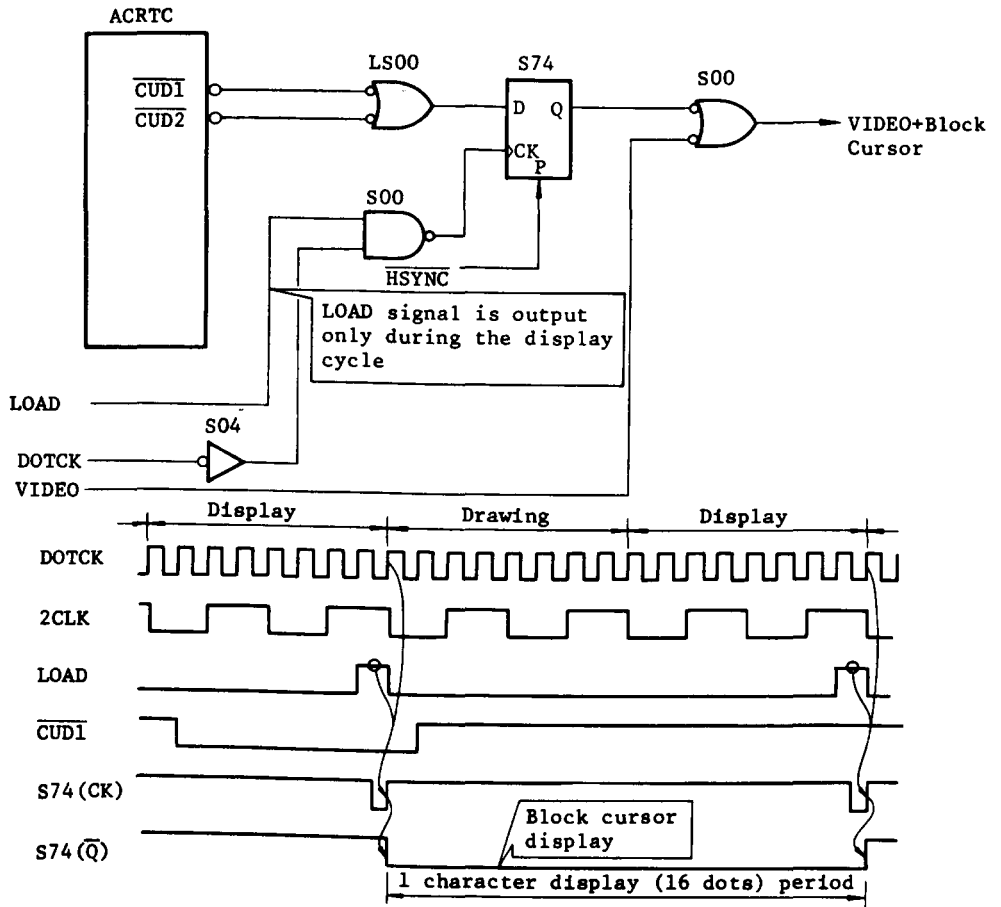 ACRTC
LS00
S74
S00
CUD1
CUD2
D Q
CK
P
VIDEO+Block
Cursor
S00
HSYNC
LOAD signal is output
only during the display
cycle
LOAD
S04
DOTCK
VIDEO
Display
Drawing
Display
DOTCK
2CLK
LOAD
CUD1
S74(CK)
Block cursor
display
S74(Q)
1 character display (16 dots) period